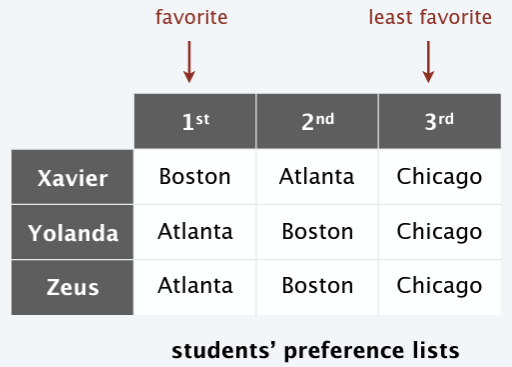 favorite least favorite
1st 2nd 3rd
Xavier Boston Atlanta Chicago
Yolanda Atlanta Boston Chicago
Zeus Atlanta Boston Chicago
students’ preference lists